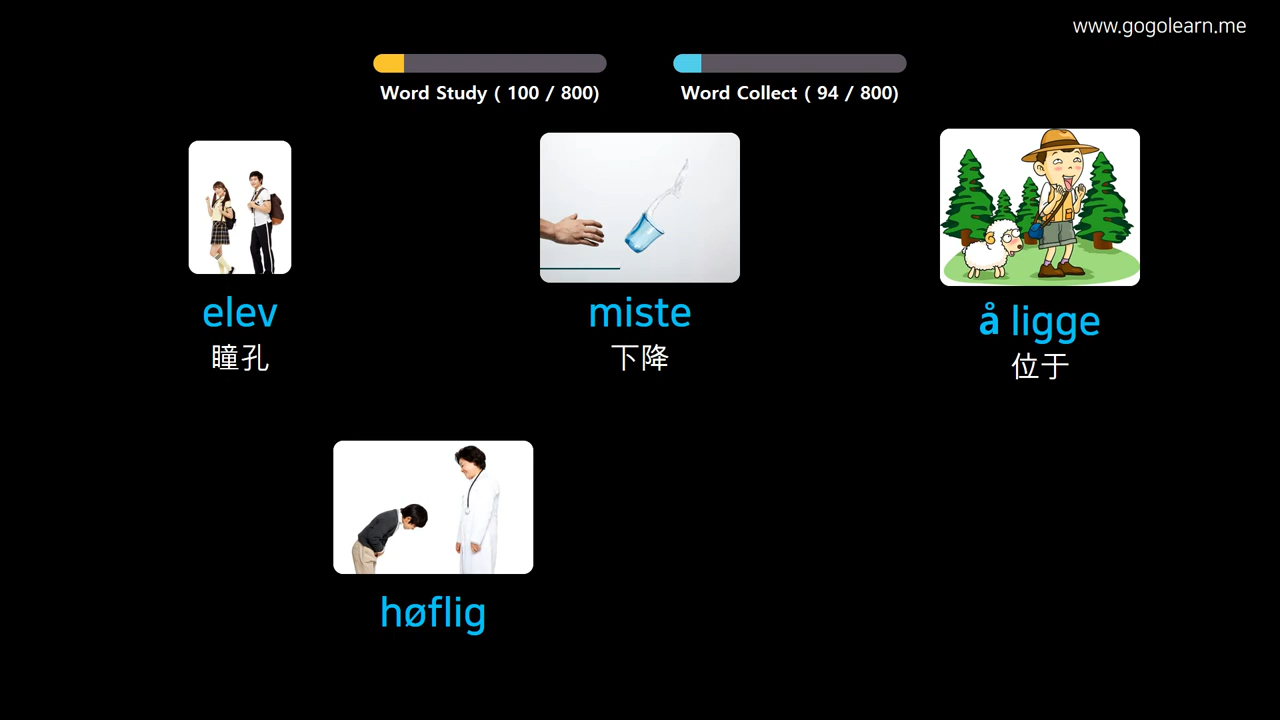 www.gogolearn.me
Word Study ( 100 / 800)
Word Collect ( 94 / 800)
elev
瞳孔
miste
下降
å ligge
位于
høflig